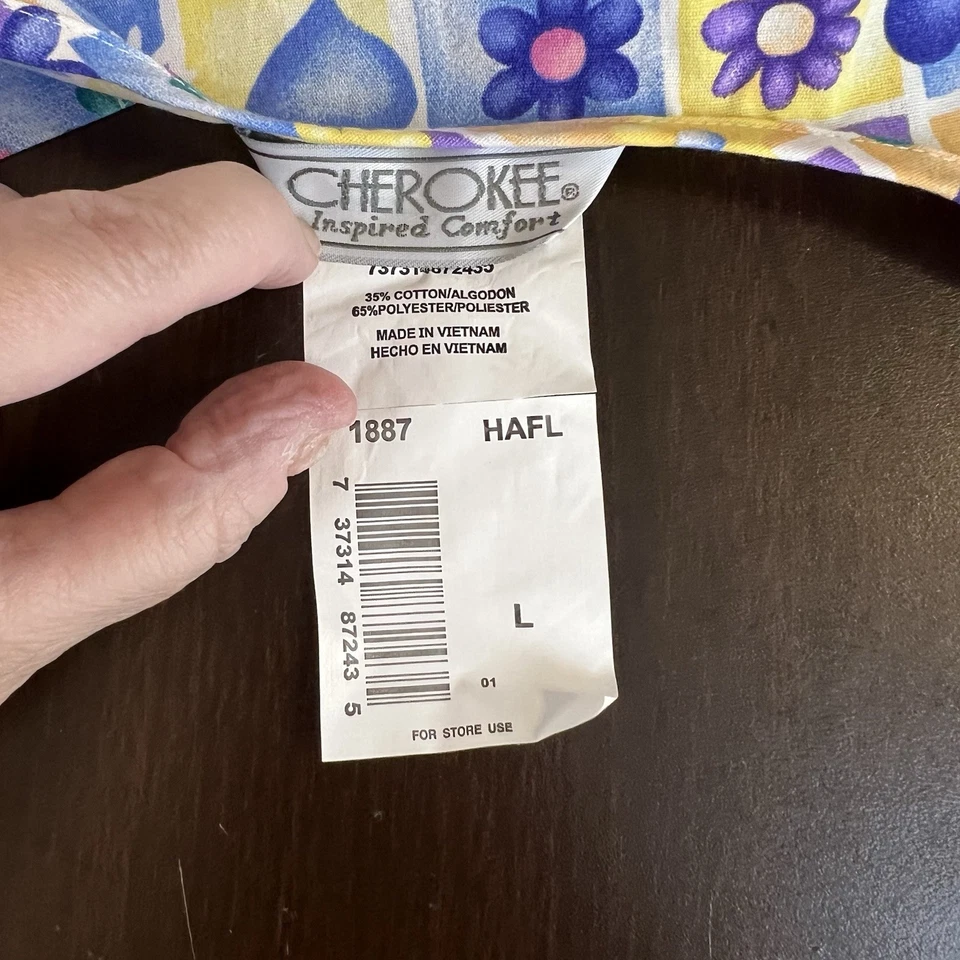 CHEROKEE®
Inspired Comfort
737314872435
35% COTTON/ALGODON
65%POLYESTER/POLIESTER
MADE IN VIETNAM
HECHO EN VIETNAM
1887 HAFL
7 37314 87243 5
L
01
FOR STORE USE